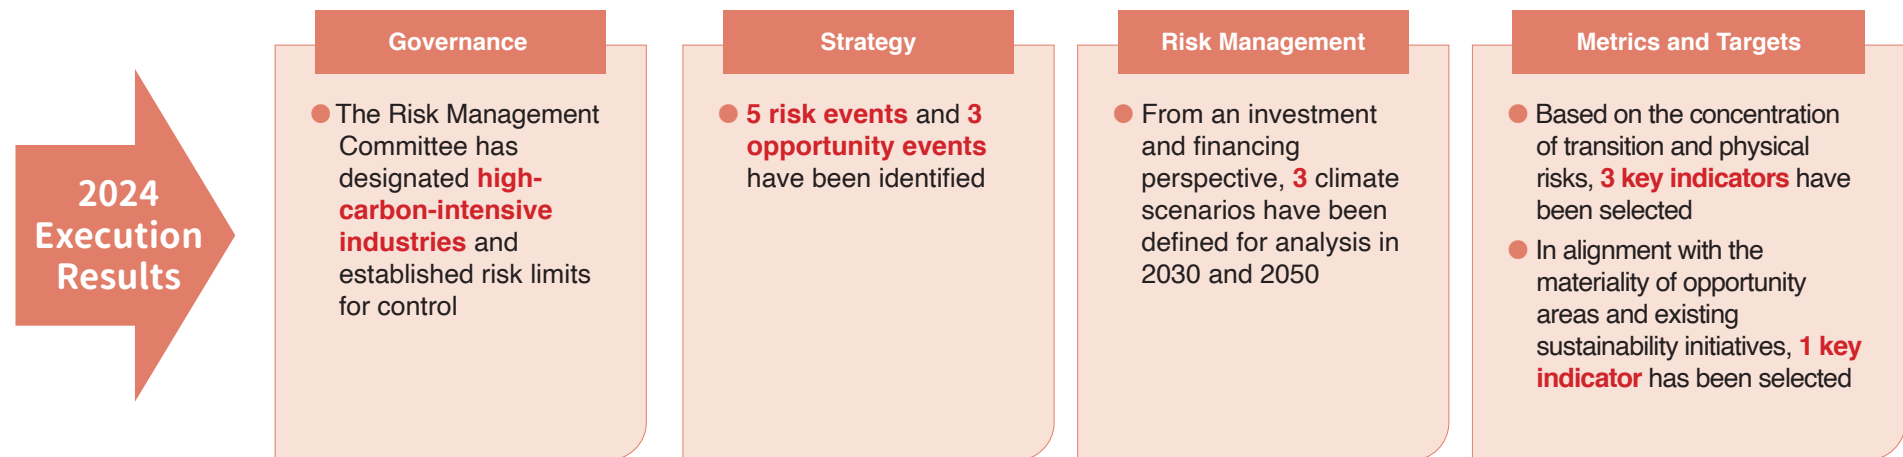 2024
Execution
Results
Governance
The Risk Management
Committee has
designated high-
carbon-intensive
industries and
established risk limits
for control
Strategy
5 risk events and 3
opportunity events
have been identified
Risk Management
From an investment
and financing
perspective, 3 climate
scenarios have been
defined for analysis in
2030 and 2050
Metrics and Targets
Based on the concentration
of transition and physical
risks, 3 key indicators have
been selected
In alignment with the
materiality of opportunity
areas and existing
sustainability initiatives, 1 key
indicator has been selected